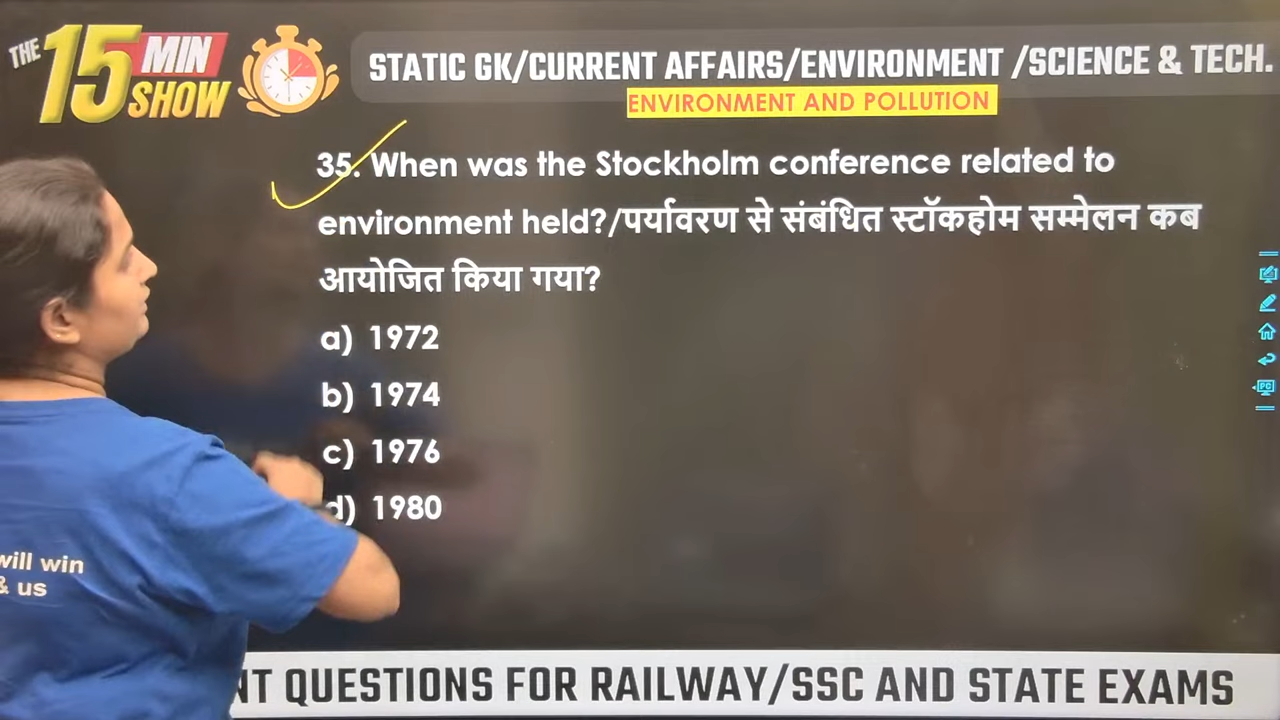 THE 15 MIN SHOW
STATIC GK/CURRENT AFFAIRS/ENVIRONMENT /SCIENCE & TECH.
ENVIRONMENT AND POLLUTION
35. When was the Stockholm conference related to
environment held?/पर्यावरण से संबंधित स्टॉकहोम सम्मेलन कब
आयोजित किया गया?
a) 1972
b) 1974
c) 1976
d) 1980
will win
& us
NT QUESTIONS FOR RAILWAY/SSC AND STATE EXAMS
PC